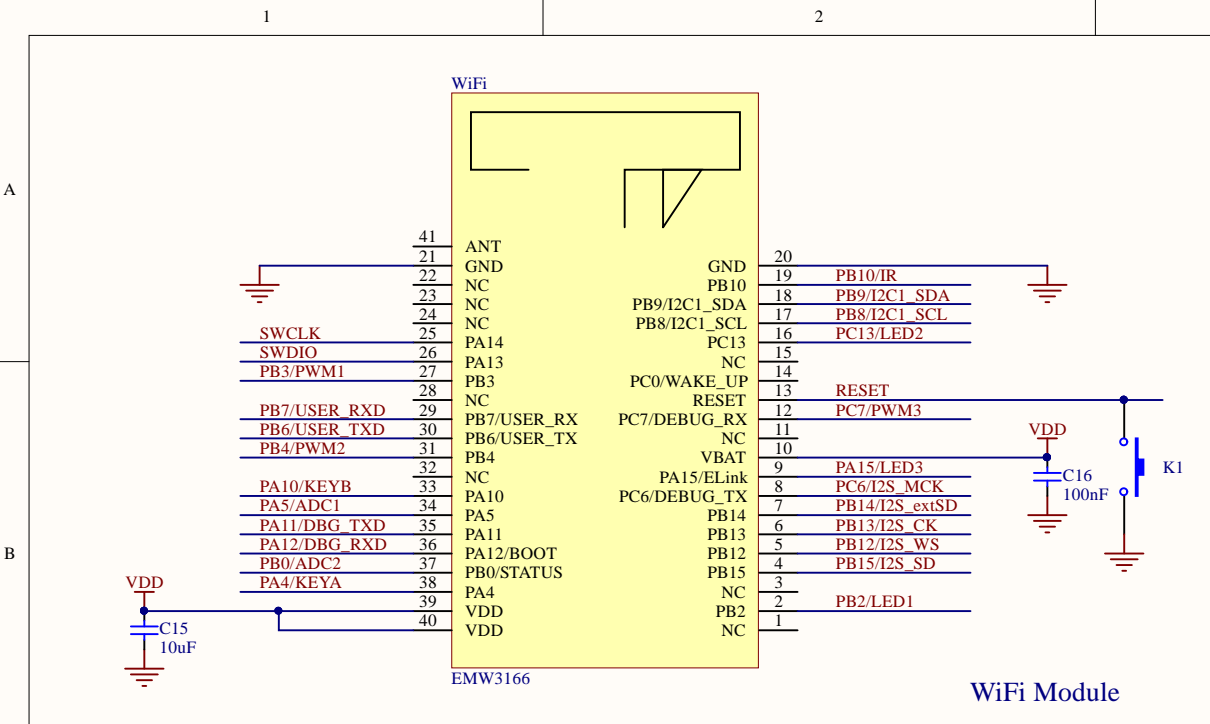 1 2
A
B
WiFi
41 ANT
21 GND
22 NC
23 NC
24 NC
SWCLK 25 PA14
SWDIO 26 PA13
PB3/PWM1 27 PB3
28 NC
PB7/USER_RXD 29 PB7/USER_RX
PB6/USER_TXD 30 PB6/USER_TX
PB4/PWM2 31 PB4
32 NC
PA10/KEYB 33 PA10
PA5/ADC1 34 PA5
PA11/DBG_TXD 35 PA11
PA12/DBG_RXD 36 PA12/BOOT
PB0/ADC2 37 PB0/STATUS
PA4/KEYA 38 PA4
VDD 39 VDD
40 VDD
C15
10uF
GND 20
PB10 19 PB10/IR
PB9/I2C1_SDA 18 PB9/I2C1_SDA
PB8/I2C1_SCL 17 PB8/I2C1_SCL
PC13 16 PC13/LED2
NC 15
PC0/WAKE_UP 14
RESET 13 RESET
PC7/DEBUG_RX 12 PC7/PWM3
NC 11
VBAT 10 VDD
PA15/ELink 9 PA15/LED3
PC6/DEBUG_TX 8 PC6/I2S_MCK
PB14 7 PB14/I2S_extSD
PB13 6 PB13/I2S_CK
PB12 5 PB12/I2S_WS
PB15 4 PB15/I2S_SD
NC 3
PB2 2 PB2/LED1
NC 1
C16
100nF
K1
EMW3166
WiFi Module